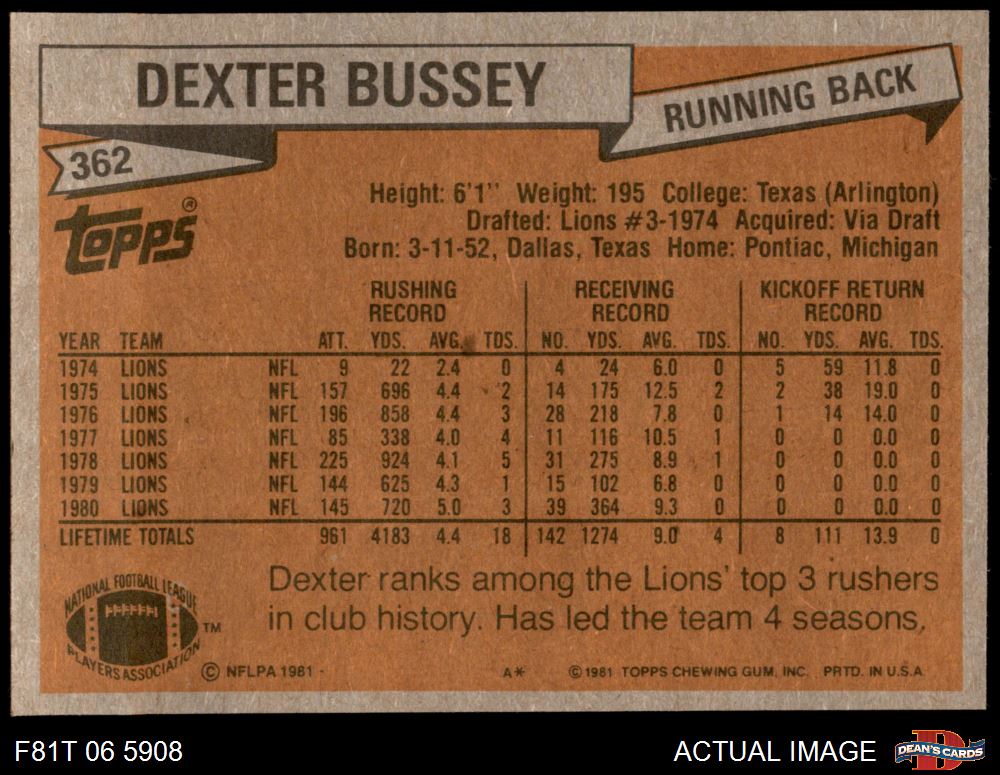 DEXTER BUSSEY
RUNNING BACK
362
Topps®
Height: 6'1" Weight: 195 College: Texas (Arlington)
Drafted: Lions #3-1974 Acquired: Via Draft
Born: 3-11-52, Dallas, Texas Home: Pontiac, Michigan
RUSHING RECORD RECEIVING RECORD KICKOFF RETURN RECORD
YEAR TEAM ATT. YDS. AVG. TDS. NO. YDS. AVG. TDS. NO. YDS. AVG. TDS.
1974 LIONS NFL 9 22 2.4 0 4 24 6.0 0 5 59 11.8 0
1975 LIONS NFL 157 696 4.4 2 14 175 12.5 2 2 38 19.0 0
1976 LIONS NFL 196 858 4.4 3 28 218 7.8 0 1 14 14.0 0
1977 LIONS NFL 85 338 4.0 4 11 116 10.5 1 0 0 0.0 0
1978 LIONS NFL 225 924 4.1 5 31 275 8.9 1 0 0 0.0 0
1979 LIONS NFL 144 625 4.3 1 15 102 6.8 0 0 0 0.0 0
1980 LIONS NFL 145 720 5.0 3 39 364 9.3 0 0 0 0.0 0
LIFETIME TOTALS 961 4183 4.4 18 142 1274 9.0 4 8 111 13.9 0
Dexter ranks among the Lions' top 3 rushers
in club history. Has led the team 4 seasons.
NATIONAL FOOTBALL LEAGUE
PLAYERS ASSOCIATION
TM
© NFLPA 1981 A* © 1981 TOPPS CHEWING GUM, INC. PRTD. IN U.S.A.
F81T 06 5908 ACTUAL IMAGE D DEAN'S CARDS